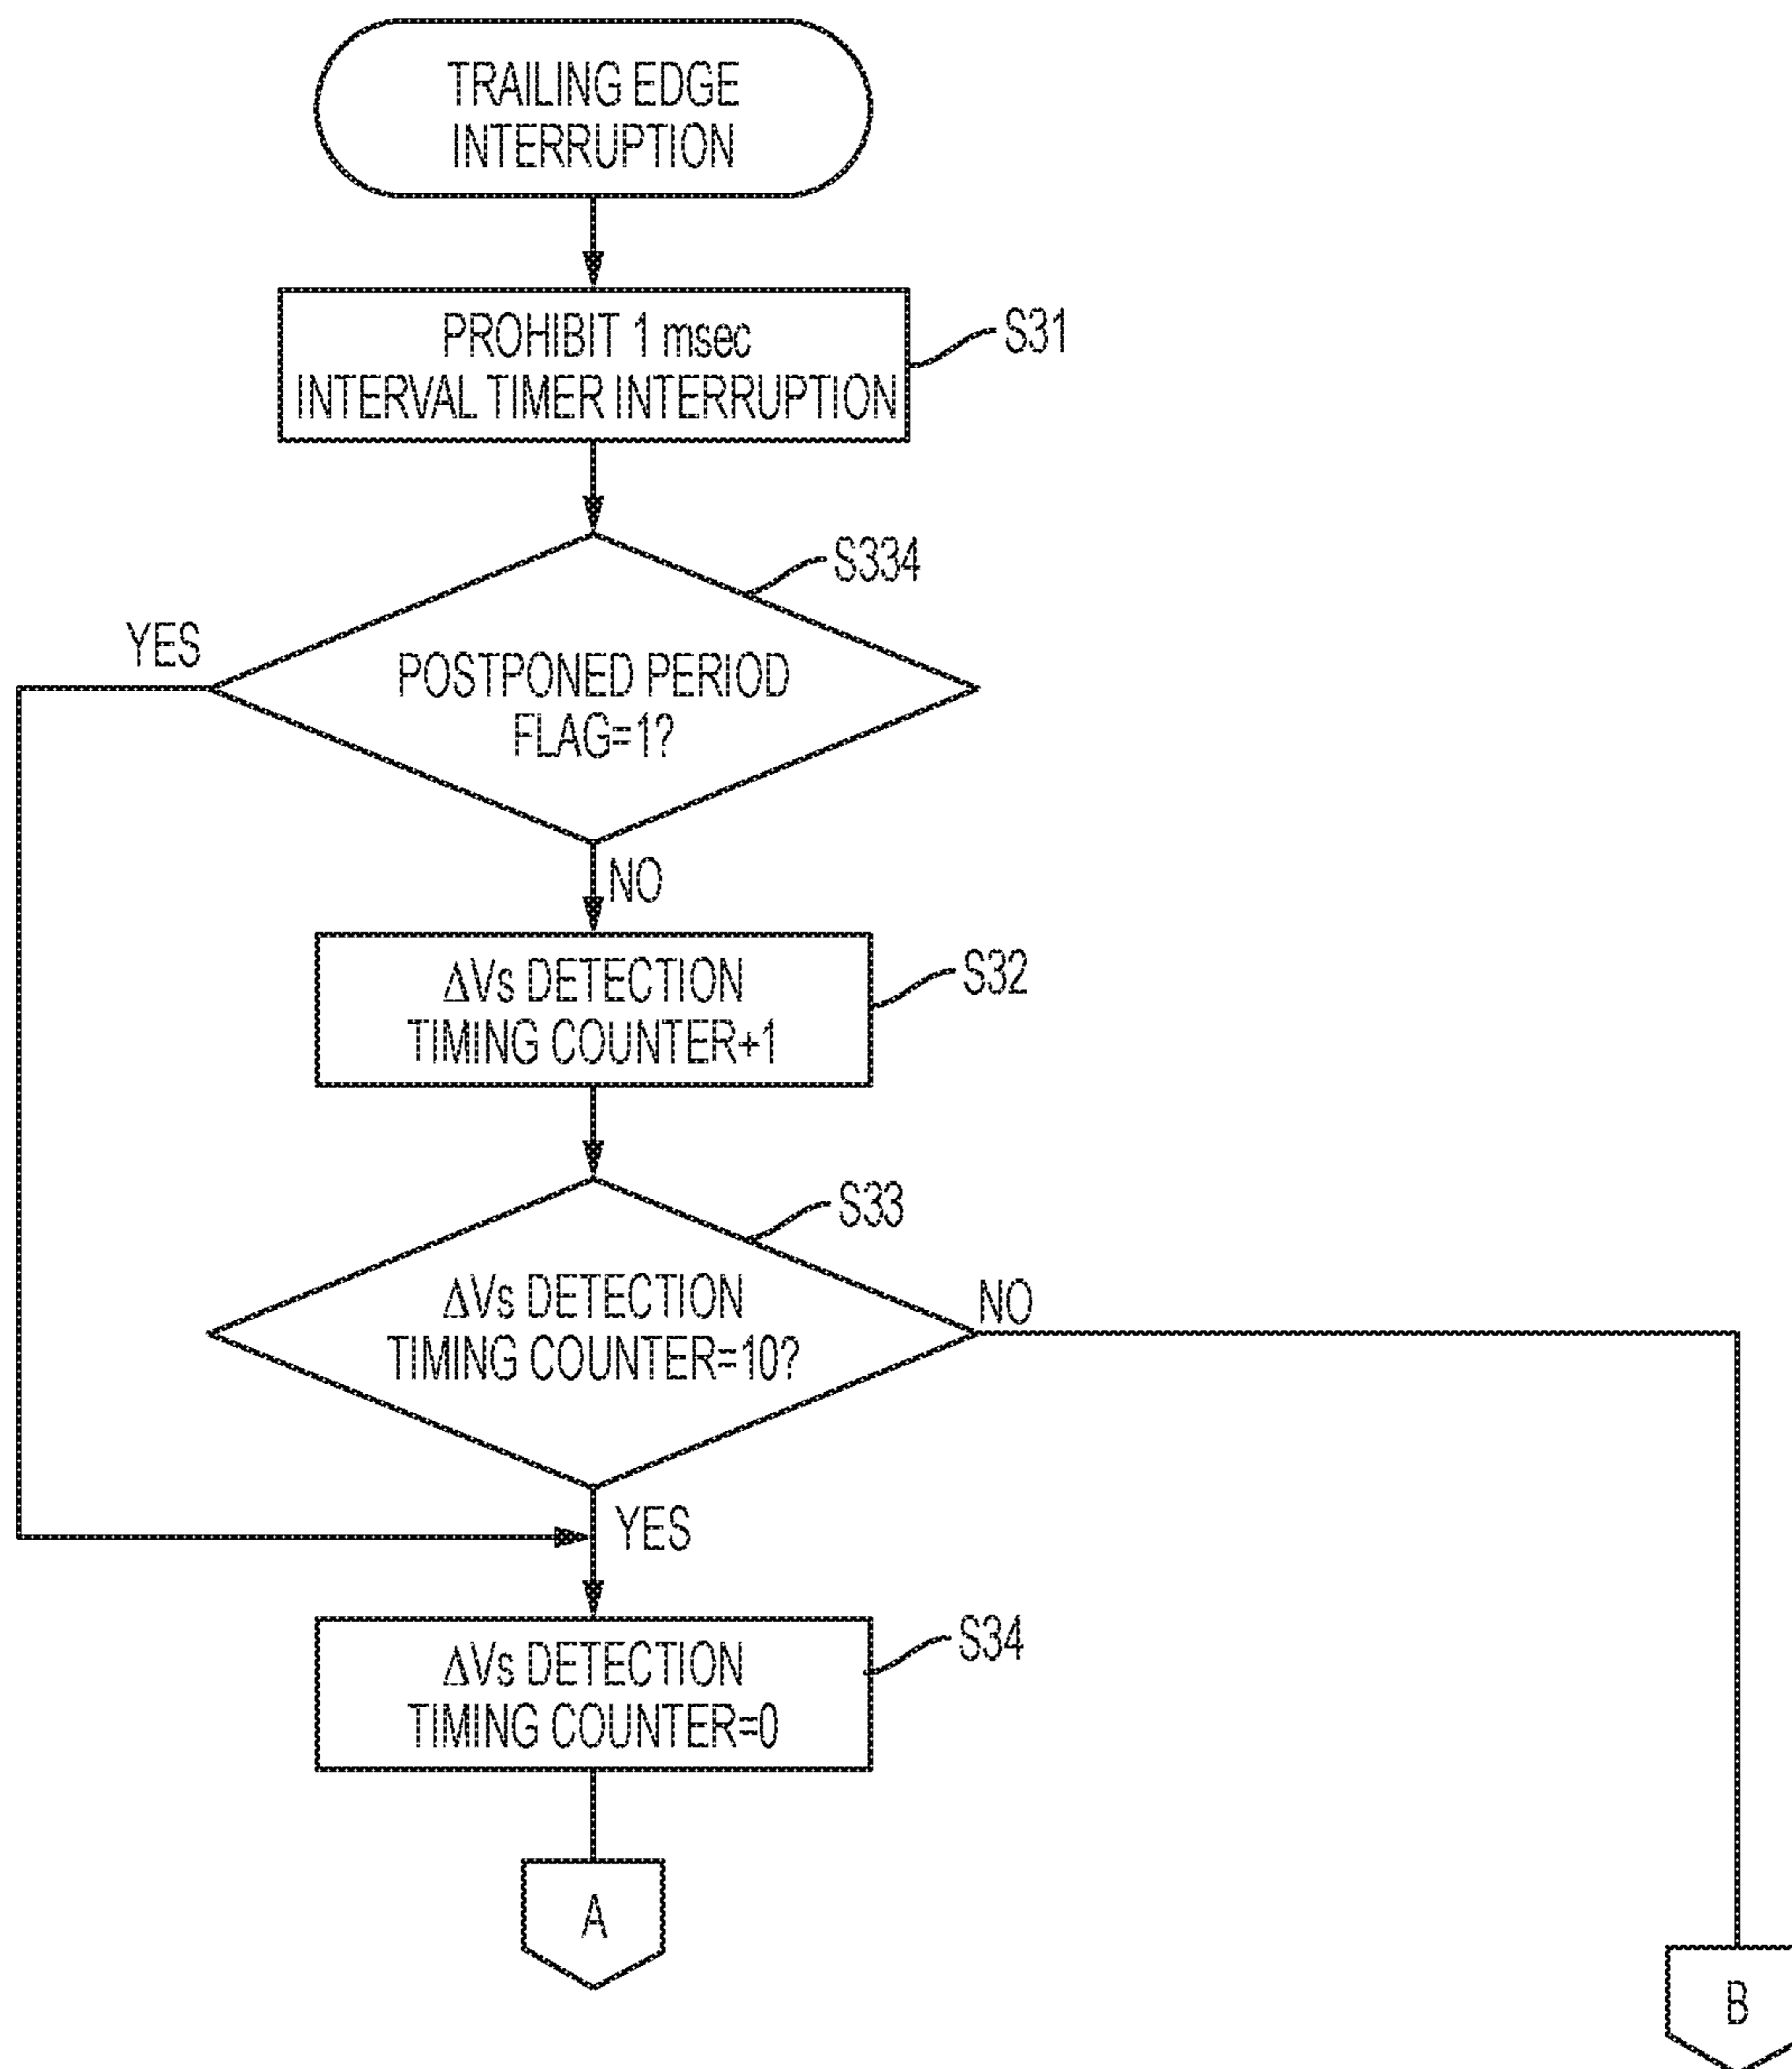 TRAILING EDGE
INTERRUPTION
PROHIBIT 1 msec
INTERVAL TIMER INTERRUPTION
S31
S334
YES
POSTPONED PERIOD
FLAG=1?
NO
ΔVs DETECTION
TIMING COUNTER+1
S32
S33
ΔVs DETECTION
TIMING COUNTER=10?
NO
YES
ΔVs DETECTION
TIMING COUNTER=0
S34
A
B